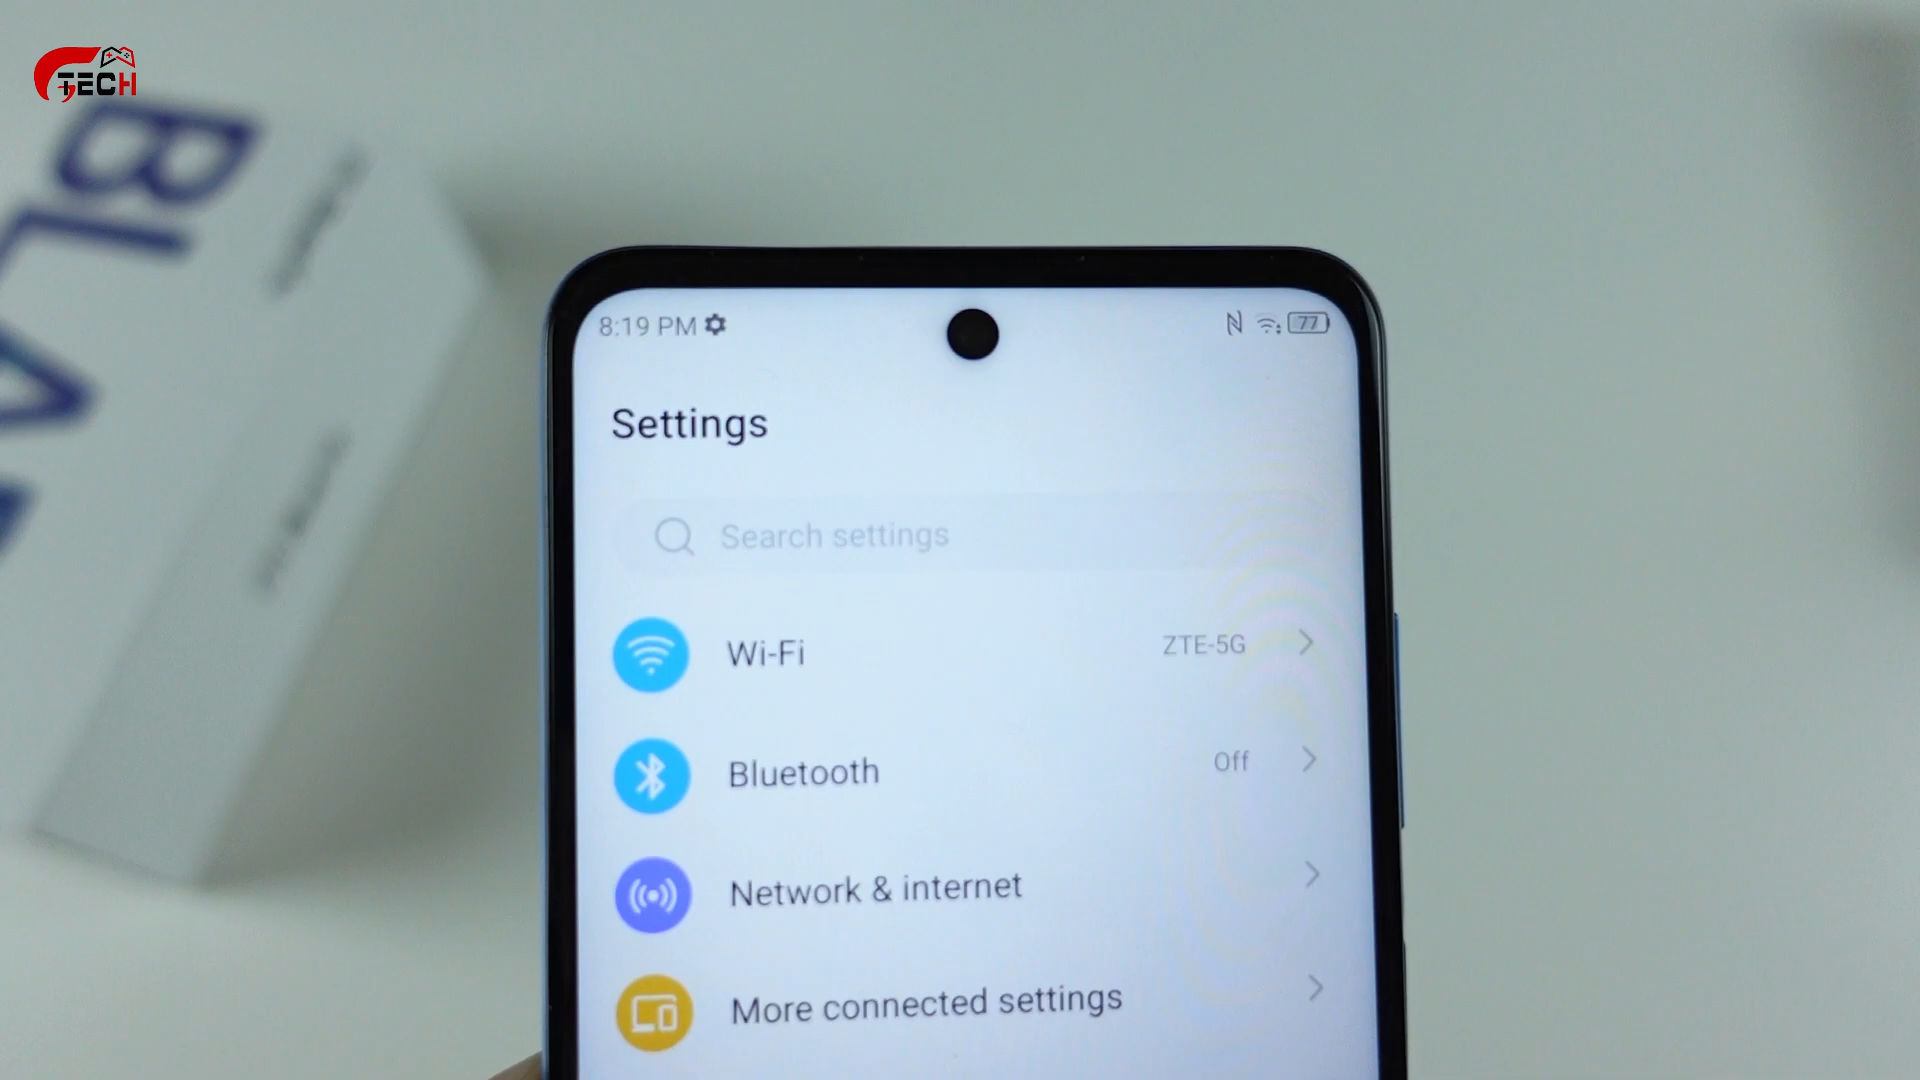 TECH
BLA
8:19 PM
77
Settings
Search settings
Wi-Fi
ZTE-5G
Bluetooth
Off
Network & internet
More connected settings